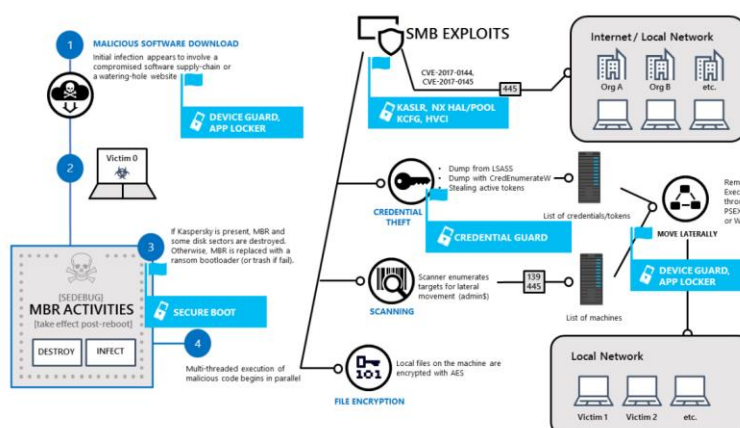 1
MALICIOUS SOFTWARE DOWNLOAD
Initial infection appears to involve a
compromised software supply-chain or
a watering-hole website
DEVICE GUARD,
APP LOCKER
2
Victim 0
3
If Kaspersky is present, MBR and
some disk sectors are destroyed.
Otherwise, MBR is replaced with a
ransom bootloader (or trash if fail).
SECURE BOOT
[SEDEBUG]
MBR ACTIVITIES
[take effect post-reboot]
DESTROY
INFECT
4
Multi-threaded execution of
malicious code begins in parallel
SMB EXPLOITS
CVE-2017-0144,
CVE-2017-0145
445
KASLR, NX HAL/POOL
KCFG, HVCI
Internet / Local Network
Org A
Org B
etc.
• Dump from LSASS
• Dump with CredEnumerateW
• Stealing active tokens
CREDENTIAL
THEFT
CREDENTIAL GUARD
List of credentials/tokens
Rem
Exec
throu
PSEX
or W
MOVE LATERALLY
DEVICE GUARD,
APP LOCKER
Scanner enumerates
targets for lateral
movement (admin$)
SCANNING
139
445
List of machines
101
Local files on the machine are
encrypted with AES
FILE ENCRYPTION
Local Network
Victim 1
Victim 2
etc.